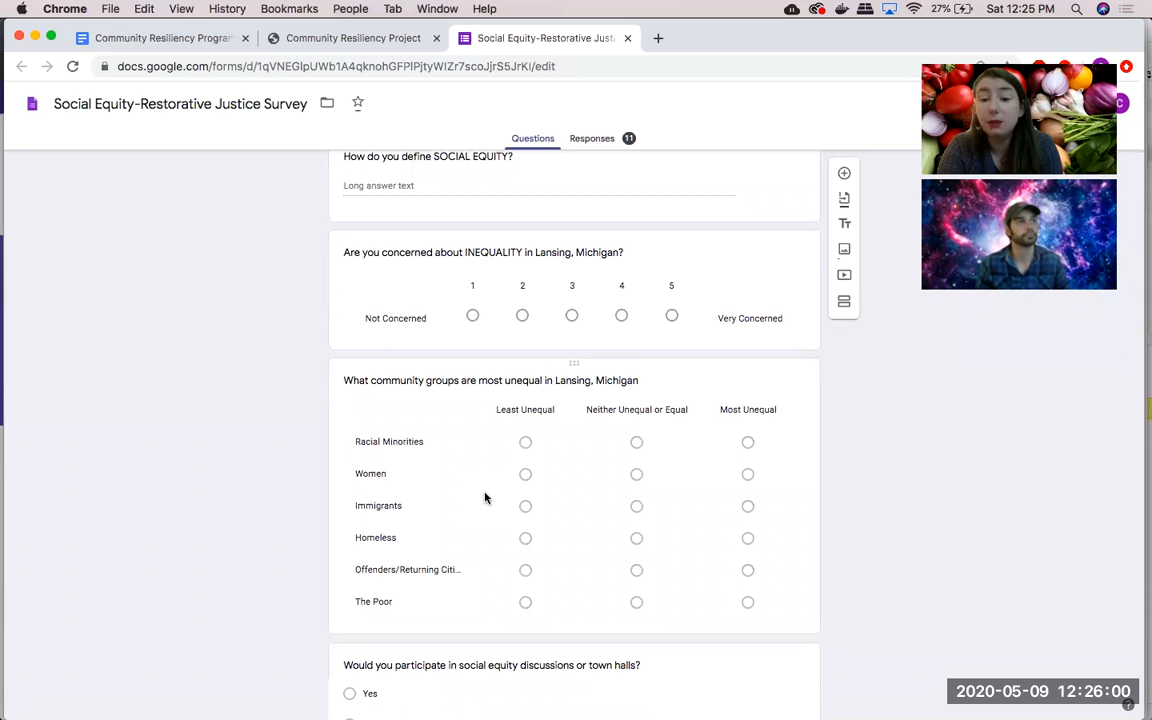 Chrome File Edit View History Bookmarks People Tab Window Help 27% Sat 12:25 PM
Community Resiliency Program Community Resiliency Project Social Equity-Restorative Just
docs.google.com/forms/d/
Social Equity-Restorative Justice Survey
C
Questions Responses 11
How do you define SOCIAL EQUITY?
Long answer text
Are you concerned about INEQUALITY in Lansing, Michigan?
1 2 3 4 5
Not Concerned Very Concerned
What community groups are most unequal in Lansing, Michigan
Least Unequal Neither Unequal or Equal Most Unequal
Racial Minorities
Women
Immigrants
Homeless
Offenders/Returning Citi...
The Poor
Would you participate in social equity discussions or town halls?
Yes
2020-05-09 12:26:00